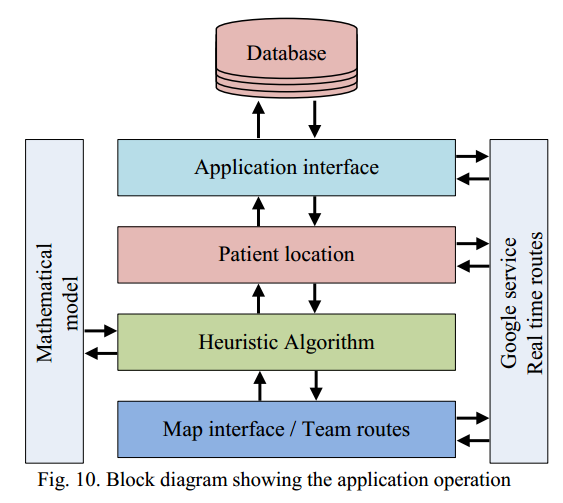 Database
Application interface
Patient location
Heuristic Algorithm
Map interface / Team routes
Mathematical
model
Google service
Real time routes
Fig. 10. Block diagram showing the application operation